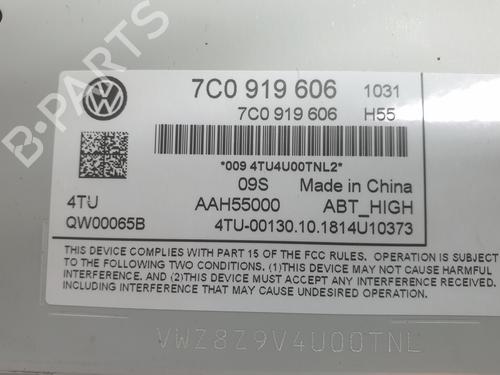 7C0 919 606 1031
7C0 919 606 H55
*009 4TU4U00TNL2*
09S Made in China
4TU AAH55000 ABT_HIGH
QW00065B 4TU-00130.10.1814U10373
THIS DEVICE COMPLIES WITH PART 15 OF THE FCC RULES. OPERATION IS SUBJECT
TO THE FOLLOWING TWO CONDITIONS. (1)THIS DEVICE MAY NOT CAUSE HARMFUL
INTERFERENCE. AND (2)THIS DEVICE MUST ACCEPT ANY INTERFERENCE RECEIVED.
INCLUDING INTERFERENCE THAT MAY CAUSE UNDESIRED OPERATION.
VWZ8Z9V4U00TNL
B-PARTS